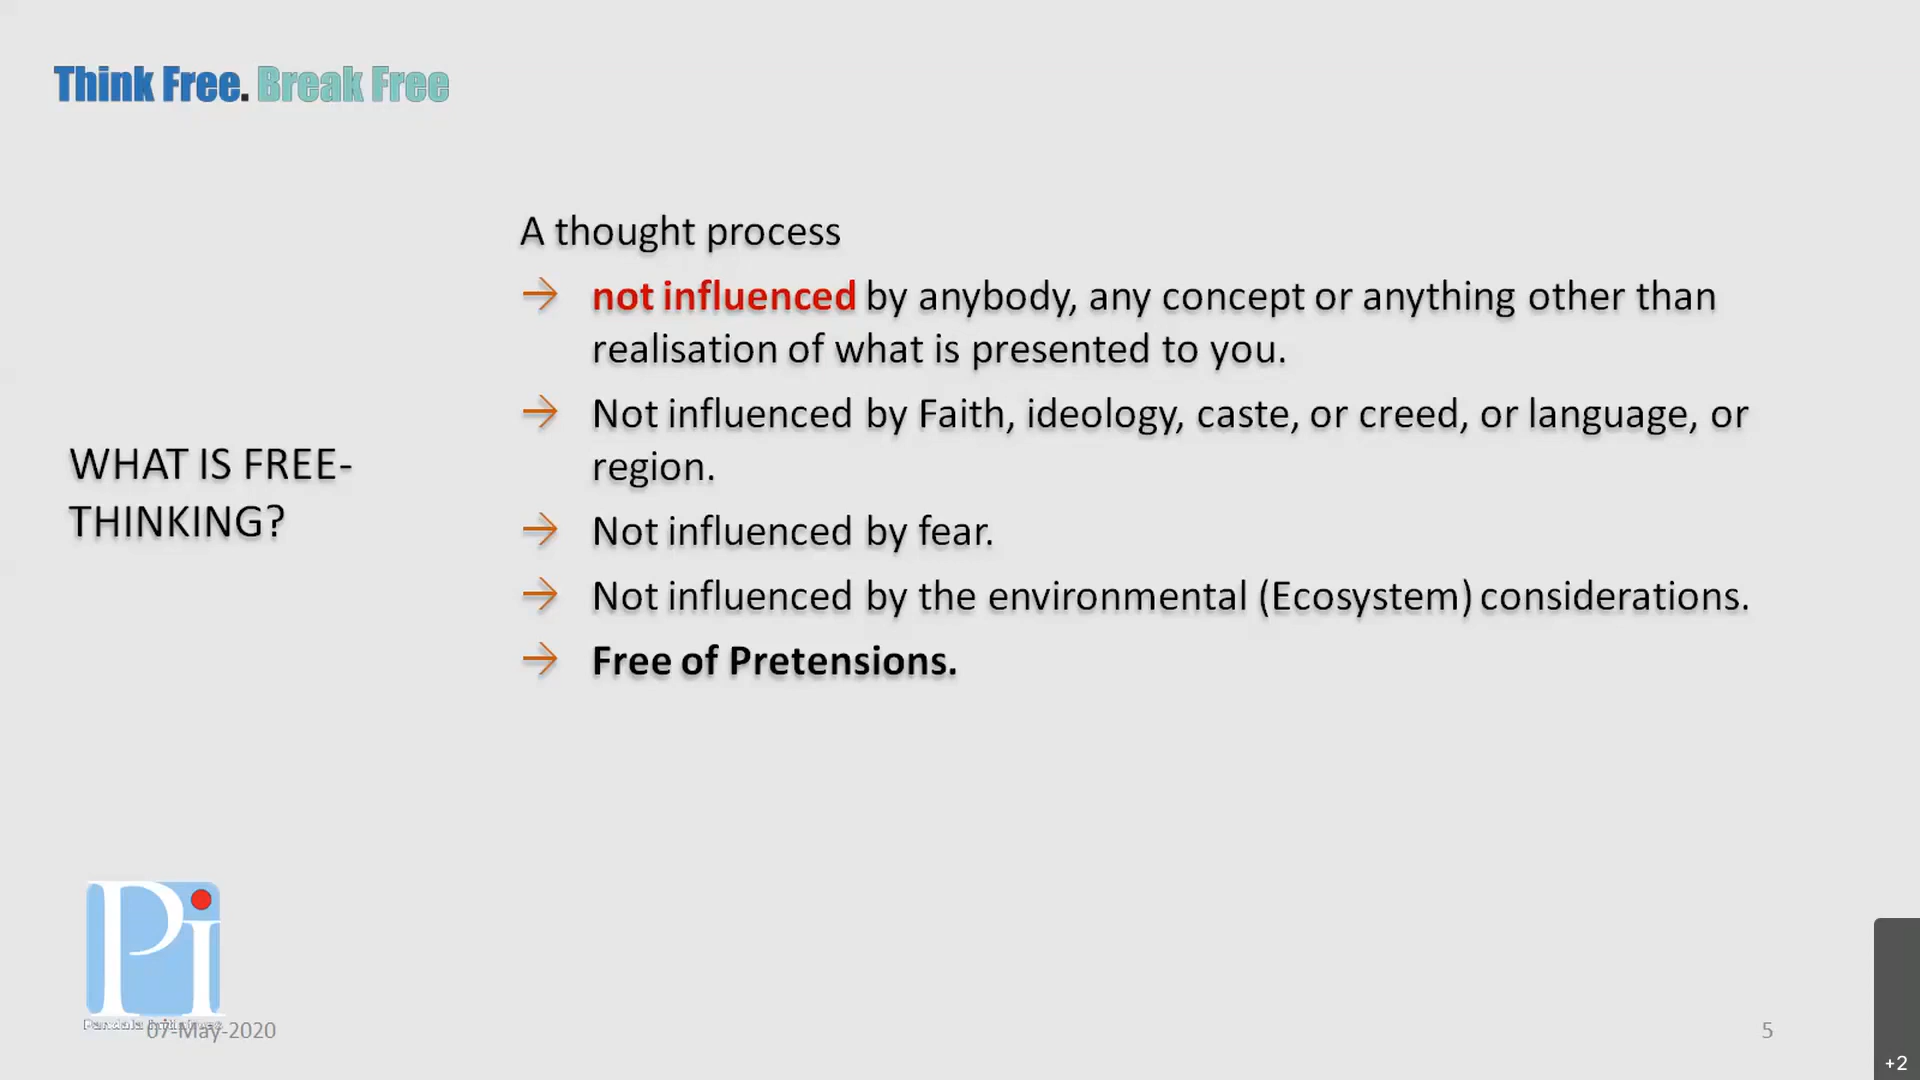 Think Free. Break Free
A thought process
→ not influenced by anybody, any concept or anything other than
realisation of what is presented to you.
→ Not influenced by Faith, ideology, caste, or creed, or language, or
region.
→ Not influenced by fear.
→ Not influenced by the environmental (Ecosystem) considerations.
→ Free of Pretensions.
WHAT IS FREE-
THINKING?
Pi
07-May-2020
5
+2